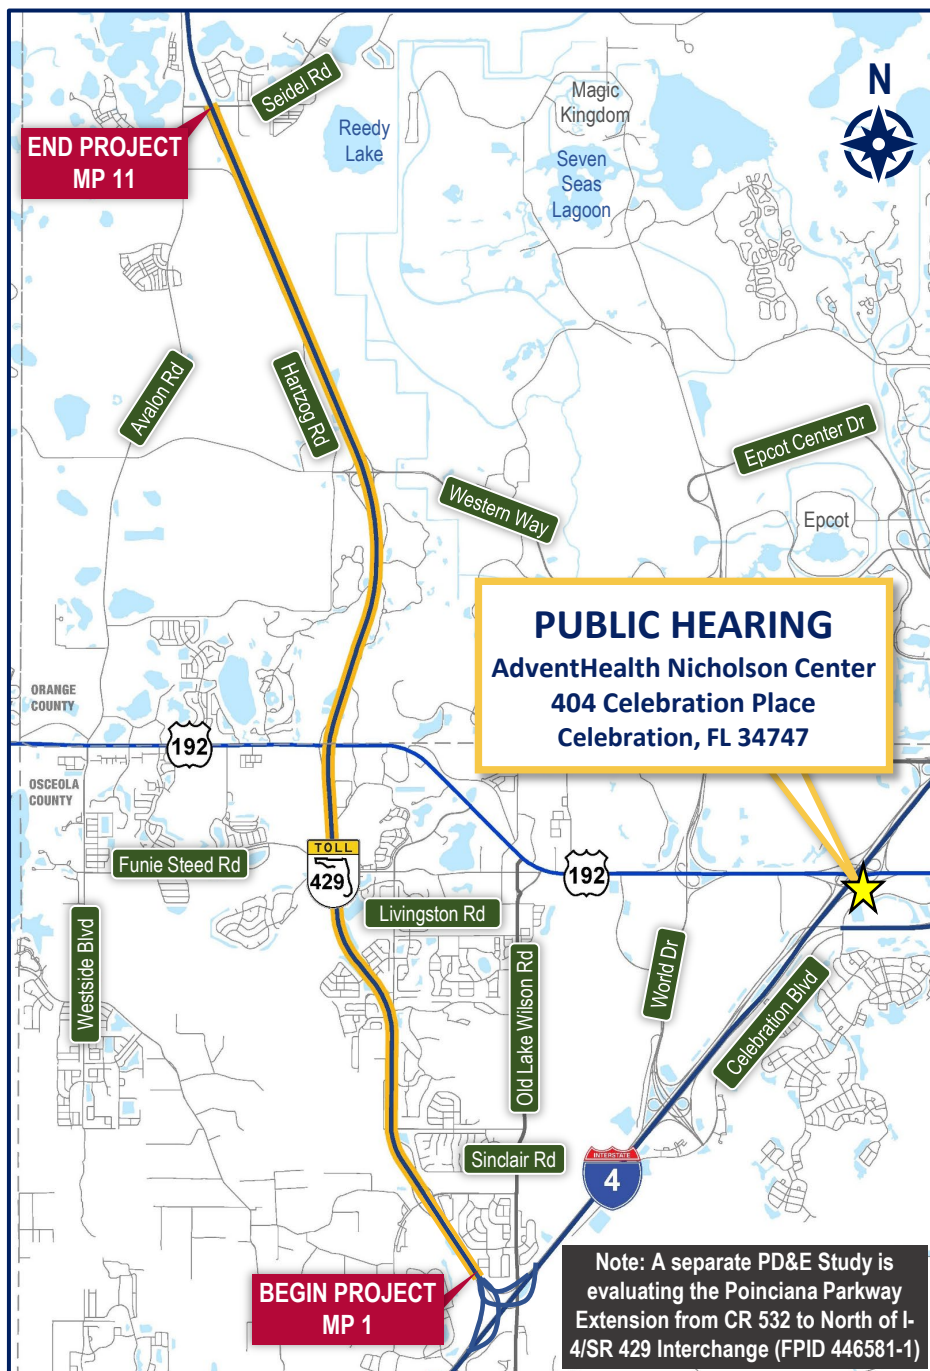 N
Seidel Rd
END PROJECT
MP 11
Reedy
Lake
Magic
Kingdom
Seven
Seas
Lagoon
Avalon Rd
Hartzog Rd
Western Way
Epcot Center Dr
Epcot
PUBLIC HEARING
AdventHealth Nicholson Center
404 Celebration Place
Celebration, FL 34747
ORANGE
COUNTY
192
OSCEOLA
COUNTY
TOLL
429
Funie Steed Rd
192
Livingston Rd
Westside Blvd
Old Lake Wilson Rd
World Dr
Celebration Blvd
Sinclair Rd
INTERSTATE
4
BEGIN PROJECT
MP 1
Note: A separate PD&E Study is
evaluating the Poinciana Parkway
Extension from CR 532 to North of I-
4/SR 429 Interchange (FPID 446581-1)